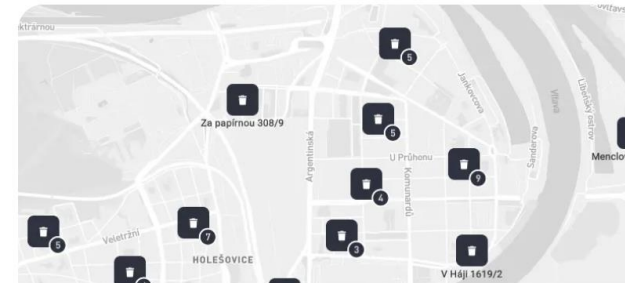 5
Jankovcova
Za papírnou 308/9
Vltava
Libeňský ostrov
5
Argentinská
U Průhonu
Sanderova
Menclo
9
4
Komunardů
7
5
Veletržní
3
HOLEŠOVICE
V Háji 1619/2